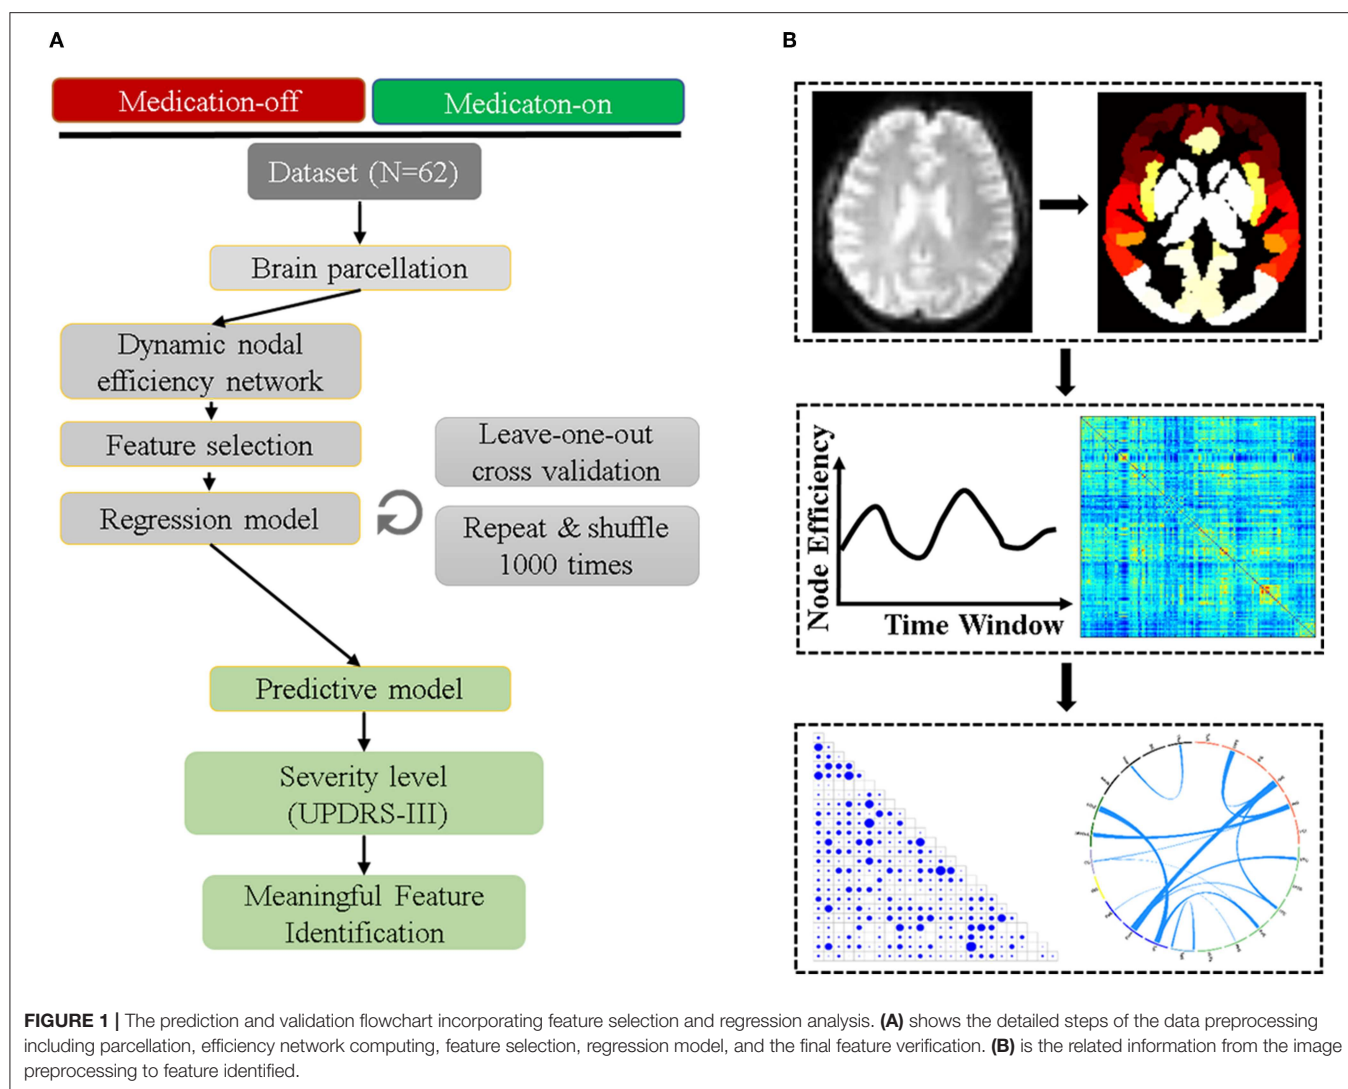 A
Medication-off
Medicaton-on
Dataset (N=62)
Brain parcellation
Dynamic nodal
efficiency network
Feature selection
Regression model
Leave-one-out
cross validation
Repeat & shuffle
1000 times
Predictive model
Severity level
(UPDRS-III)
Meaningful Feature
Identification
B
Node Efficiency
Time Window
FIGURE 1 | The prediction and validation flowchart incorporating feature selection and regression analysis. (A) shows the detailed steps of the data preprocessing
including parcellation, efficiency network computing, feature selection, regression model, and the final feature verification. (B) is the related information from the image
preprocessing to feature identified.